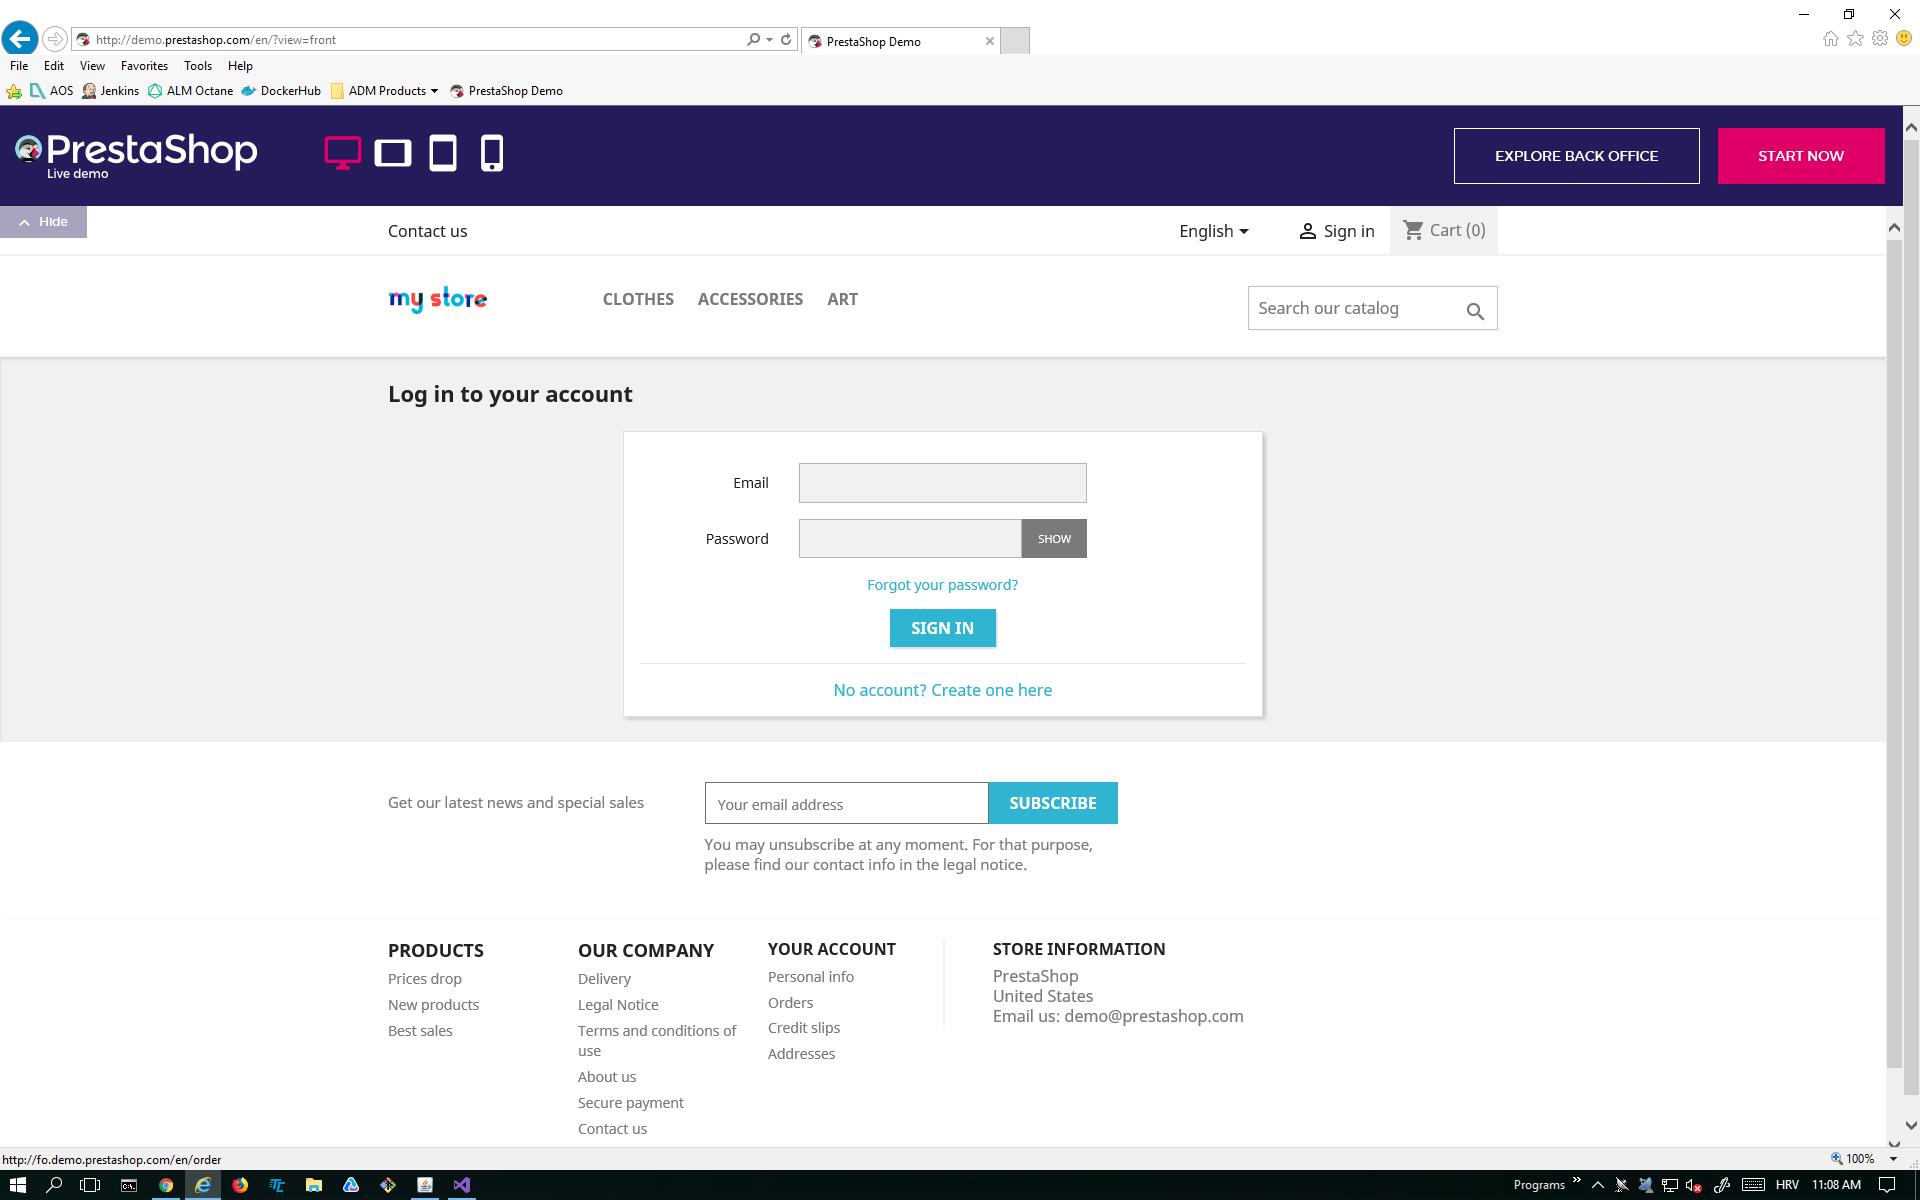 http://demo.prestashop.com/en/?view=front
PrestaShop Demo
File Edit View Favorites Tools Help
AOS Jenkins ALM Octane DockerHub ADM Products PrestaShop Demo
PrestaShop
Live demo
EXPLORE BACK OFFICE
START NOW
Hide
Contact us
English
Sign in
Cart (0)
my store
CLOTHES ACCESSORIES ART
Search our catalog
Log in to your account
Email
Password
SHOW
Forgot your password?
SIGN IN
No account? Create one here
Get our latest news and special sales
Your email address
SUBSCRIBE
You may unsubscribe at any moment. For that purpose,
please find our contact info in the legal notice.
PRODUCTS
Prices drop
New products
Best sales
OUR COMPANY
Delivery
Legal Notice
Terms and conditions of
use
About us
Secure payment
Contact us
YOUR ACCOUNT
Personal info
Orders
Credit slips
Addresses
STORE INFORMATION
PrestaShop
United States
Email us: demo@prestashop.com
http://fo.demo.prestashop.com/en/order
100%
Programs
HRV
11:08 AM